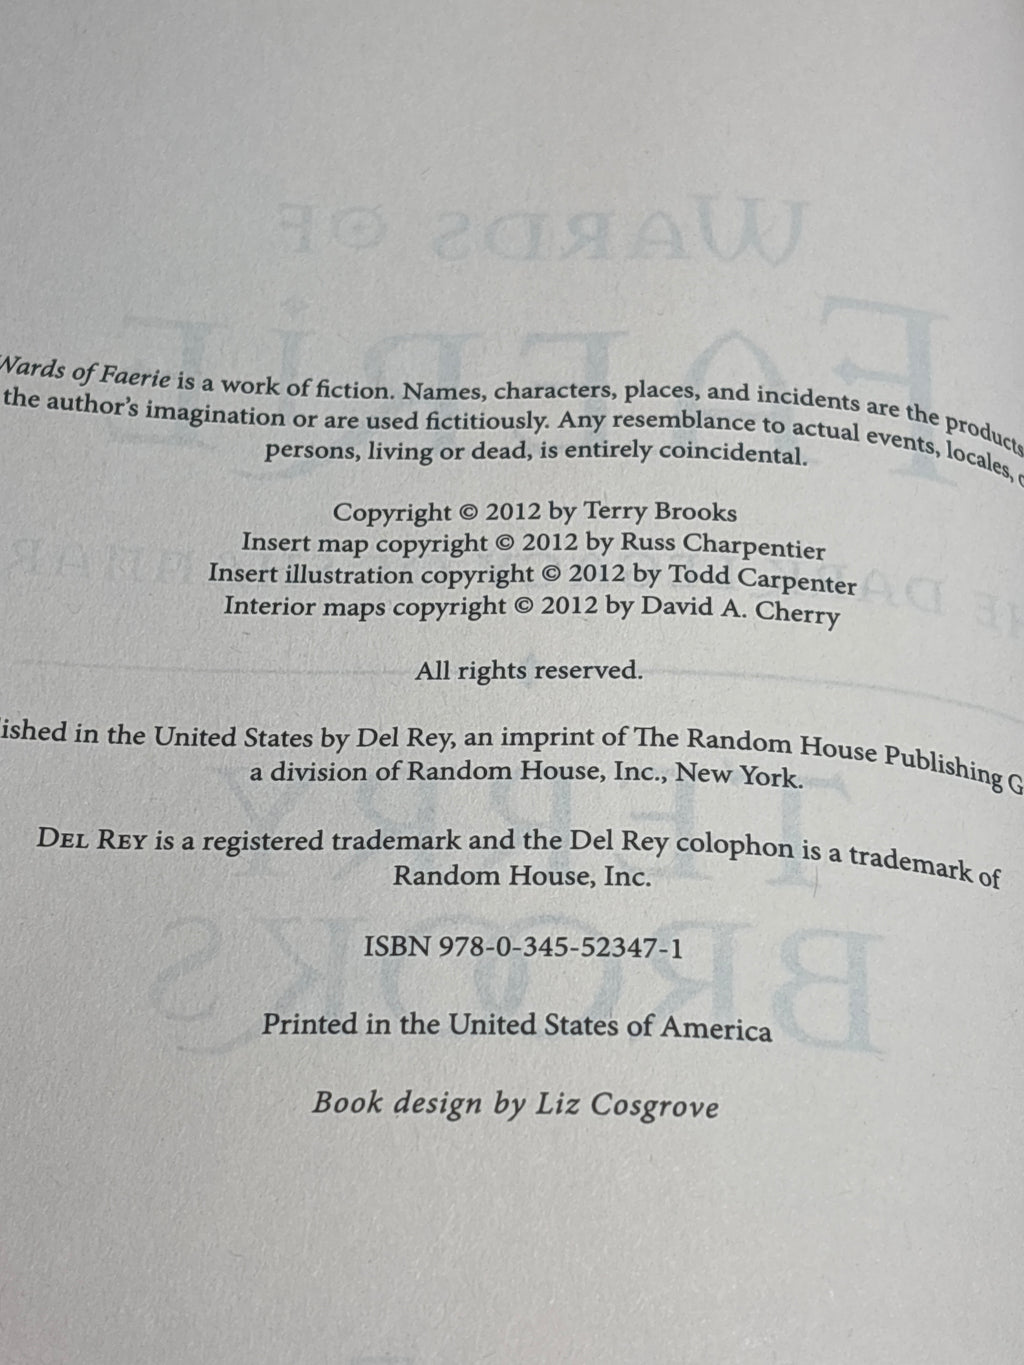 Wards of Faerie is a work of fiction. Names, characters, places, and incidents are the products
the author's imagination or are used fictitiously. Any resemblance to actual events, locales,
persons, living or dead, is entirely coincidental.
Copyright © 2012 by Terry Brooks
Insert map copyright © 2012 by Russ Charpentier
Insert illustration copyright © 2012 by Todd Carpenter
Interior maps copyright © 2012 by David A. Cherry
All rights reserved.
ished in the United States by Del Rey, an imprint of The Random House Publishing G
a division of Random House, Inc., New York.
DEL REY is a registered trademark and the Del Rey colophon is a trademark of
Random House, Inc.
ISBN 978-0-345-52347-1
Printed in the United States of America
Book design by Liz Cosgrove